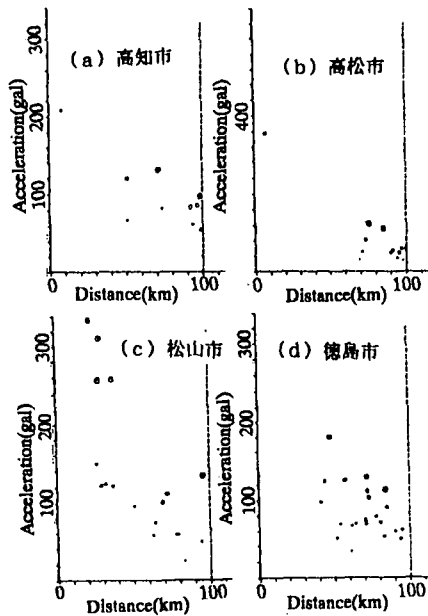 300
(a) 高知市
200
100
Acceleration(gal)
0
100
Distance(km)
(b) 高松市
400
Acceleration(gal)
0
100
Distance(km)
300
(c) 松山市
200
100
Acceleration(gal)
0
100
Distance(km)
300
(d) 徳島市
200
100
Acceleration(gal)
0
100
Distance(km)